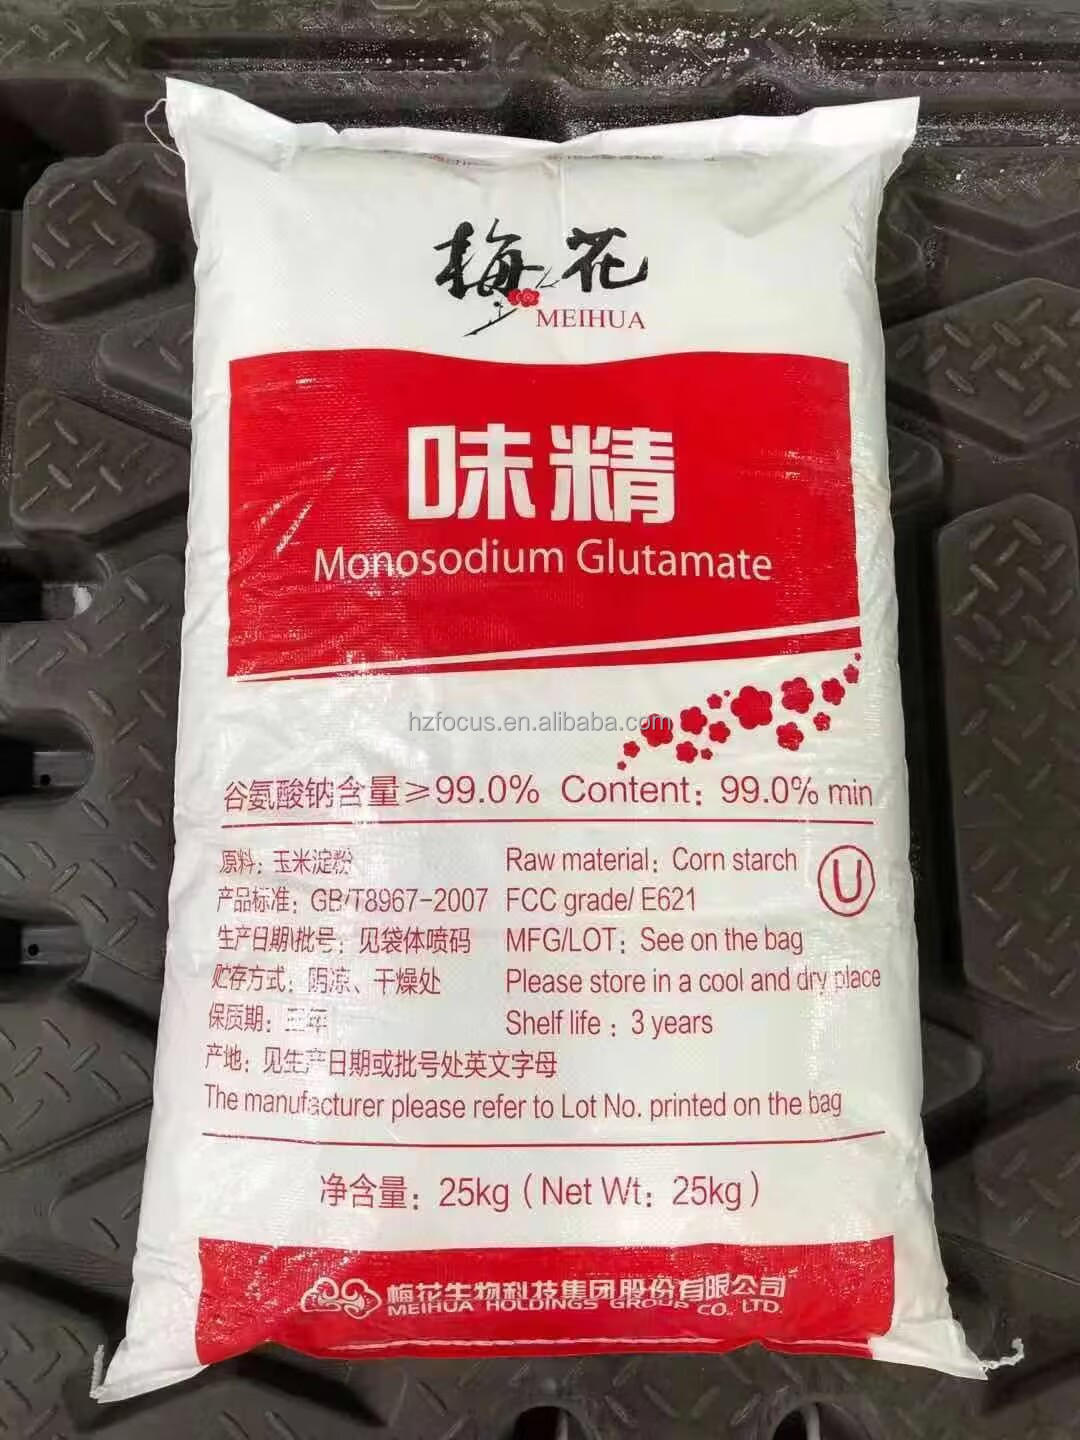 梅花
MEIHUA
味精
Monosodium Glutamate
hzfocus.en.alibaba.com
谷氨酸钠含量≥99.0% Content: 99.0% min
原料: 玉米淀粉 Raw material: Corn starch
U
产品标准: GB/T8967-2007 FCC grade/ E621
生产日期\批号: 见袋体喷码 MFG/LOT: See on the bag
贮存方式: 阴凉、干燥处 Please store in a cool and dry place
保质期: 三年 Shelf life : 3 years
产地: 见生产日期或批号处英文字母
The manufacturer please refer to Lot No. printed on the bag
净含量: 25kg (Net Wt: 25kg)
梅花生物科技集团股份有限公司
MEIHUA HOLDINGS GROUP CO., LTD.